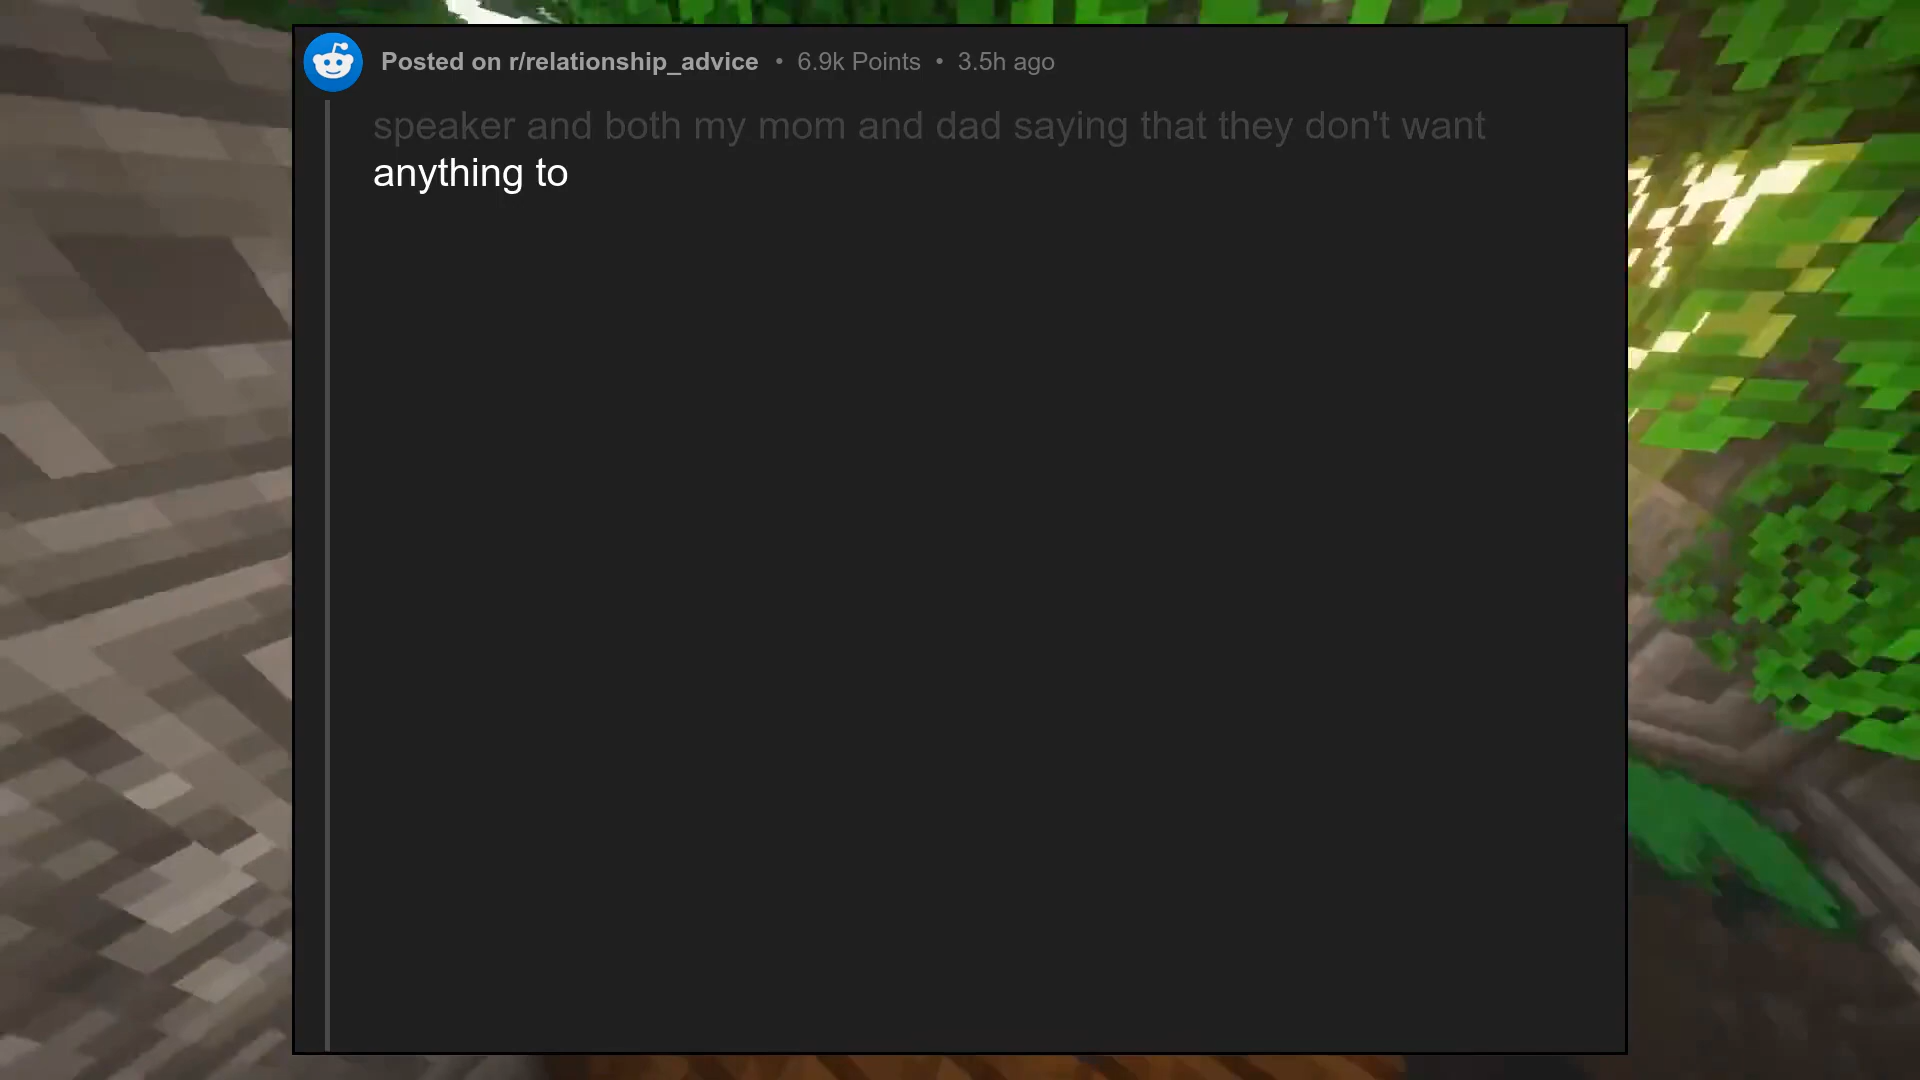 Posted on r/relationship_advice • 6.9k Points • 3.5h ago
speaker and both my mom and dad saying that they don't want
anything to